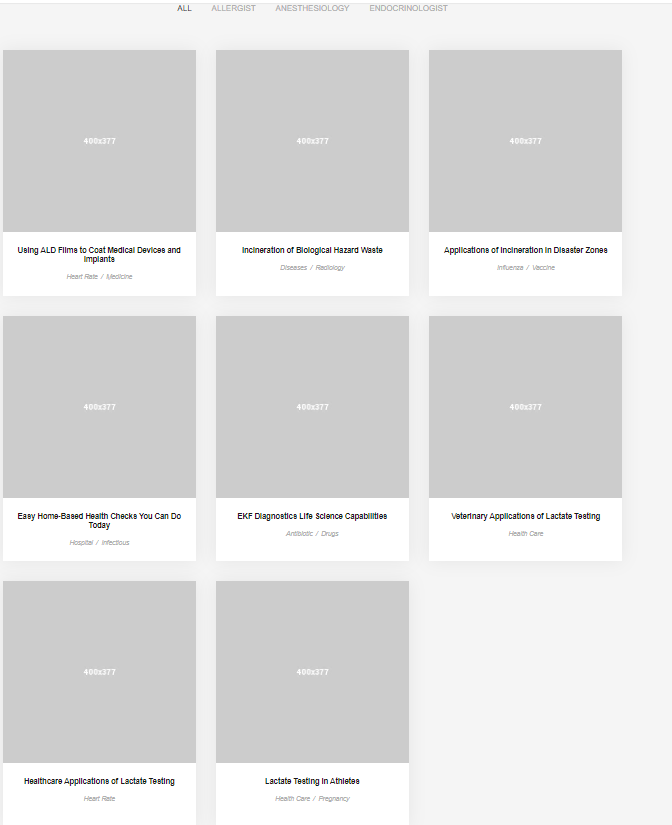 ALL ALLERGIST ANESTHESIOLOGY ENDOCRINOLOGIST
400x377 400x377 400x377
Using ALD Films to Coat Medical Devices and
Implants
Heart Rate / Medicine
Incineration of Biological Hazard Waste
Diseases / Radiology
Applications of Incineration in Disaster Zones
Influenza / Vaccine
400x377 400x377 400x377
Easy Home-Based Health Checks You Can Do
Today
Hospital / Infectious
EKF Diagnostics Life Science Capabilities
Antibiotic / Drugs
Veterinary Applications of Lactate Testing
Health Care
400x377 400x377
Healthcare Applications of Lactate Testing
Heart Rate
Lactate Testing in Athletes
Health Care / Pregnancy